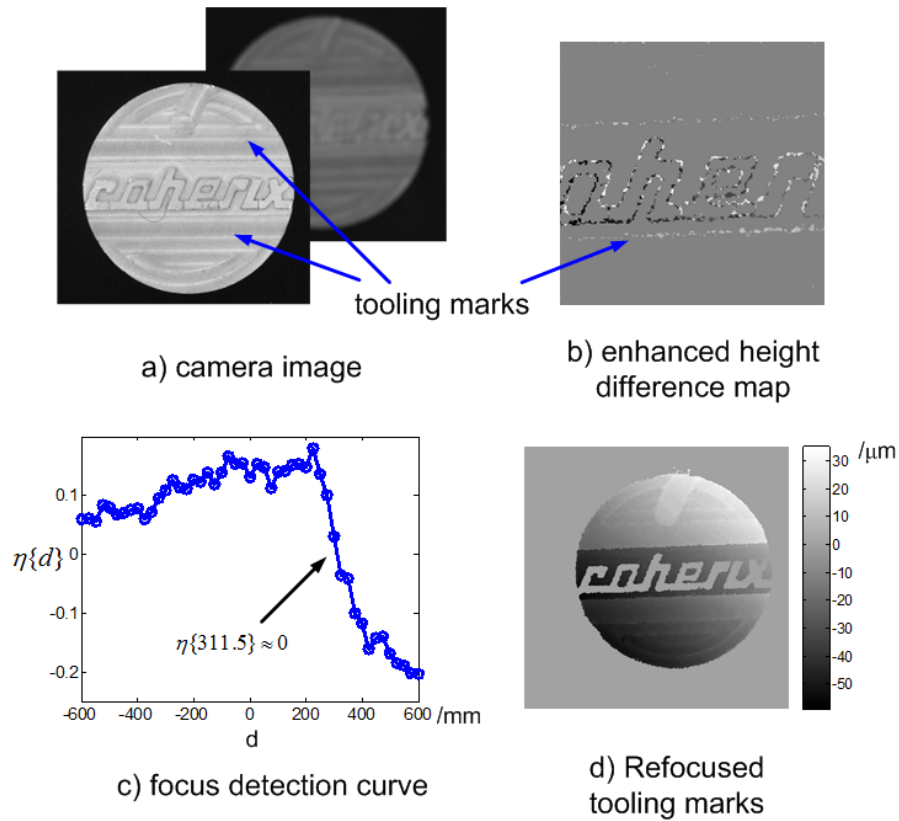 coherix
coherix
coheri
tooling marks
a) camera image
b) enhanced height
difference map
0.1
0
-0.1
-0.2
η{d}
η{311.5} ≈ 0
-600 -400 -200 0 200 400 600 /mm
d
c) focus detection curve
/μm
30
20
10
0
-10
-20
-30
-40
-50
coherix
d) Refocused
tooling marks